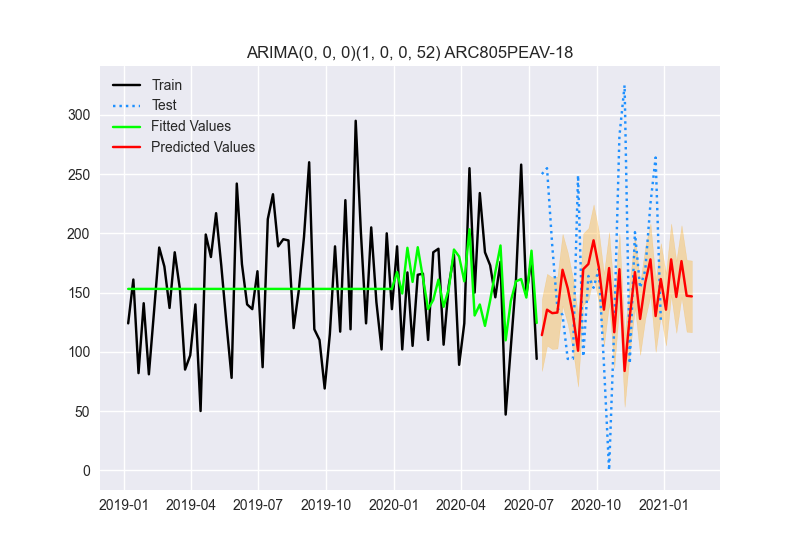 ARIMA(0, 0, 0)(1, 0, 0, 52) ARC805PEAV-18
Train
Test
Fitted Values
Predicted Values
300
250
200
150
100
50
0
2019-01 2019-04 2019-07 2019-10 2020-01 2020-04 2020-07 2020-10 2021-01